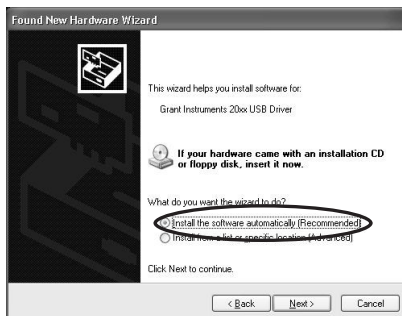 Found New Hardware Wizard
This wizard helps you install software for:
Grant Instruments 20xx USB Driver
If your hardware came with an installation CD
or floppy disk, insert it now.
What do you want the wizard to do?
Install the software automatically (Recommended)
Install from a list or specific location (Advanced)
Click Next to continue.
< Back
Next >
Cancel